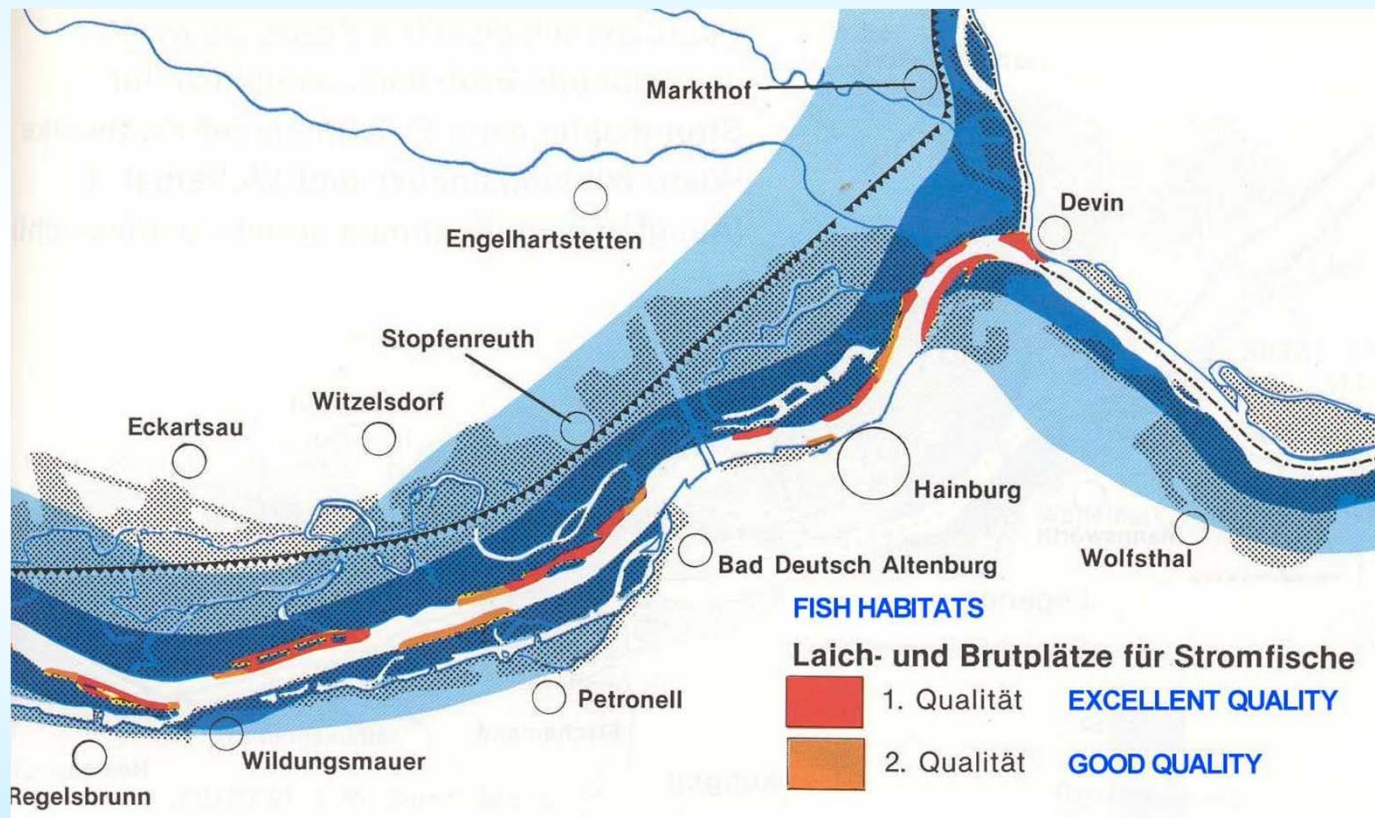 Markthof
Devin
Engelhartstetten
Stopfenreuth
Witzelsdorf
Eckartsau
Hainburg
Bad Deutsch Altenburg
Wolfsthal
FISH HABITATS
Laich- und Brutplätze für Stromfische
1. Qualität EXCELLENT QUALITY
2. Qualität GOOD QUALITY
Petronell
Wildungsmauer
Regelsbrunn